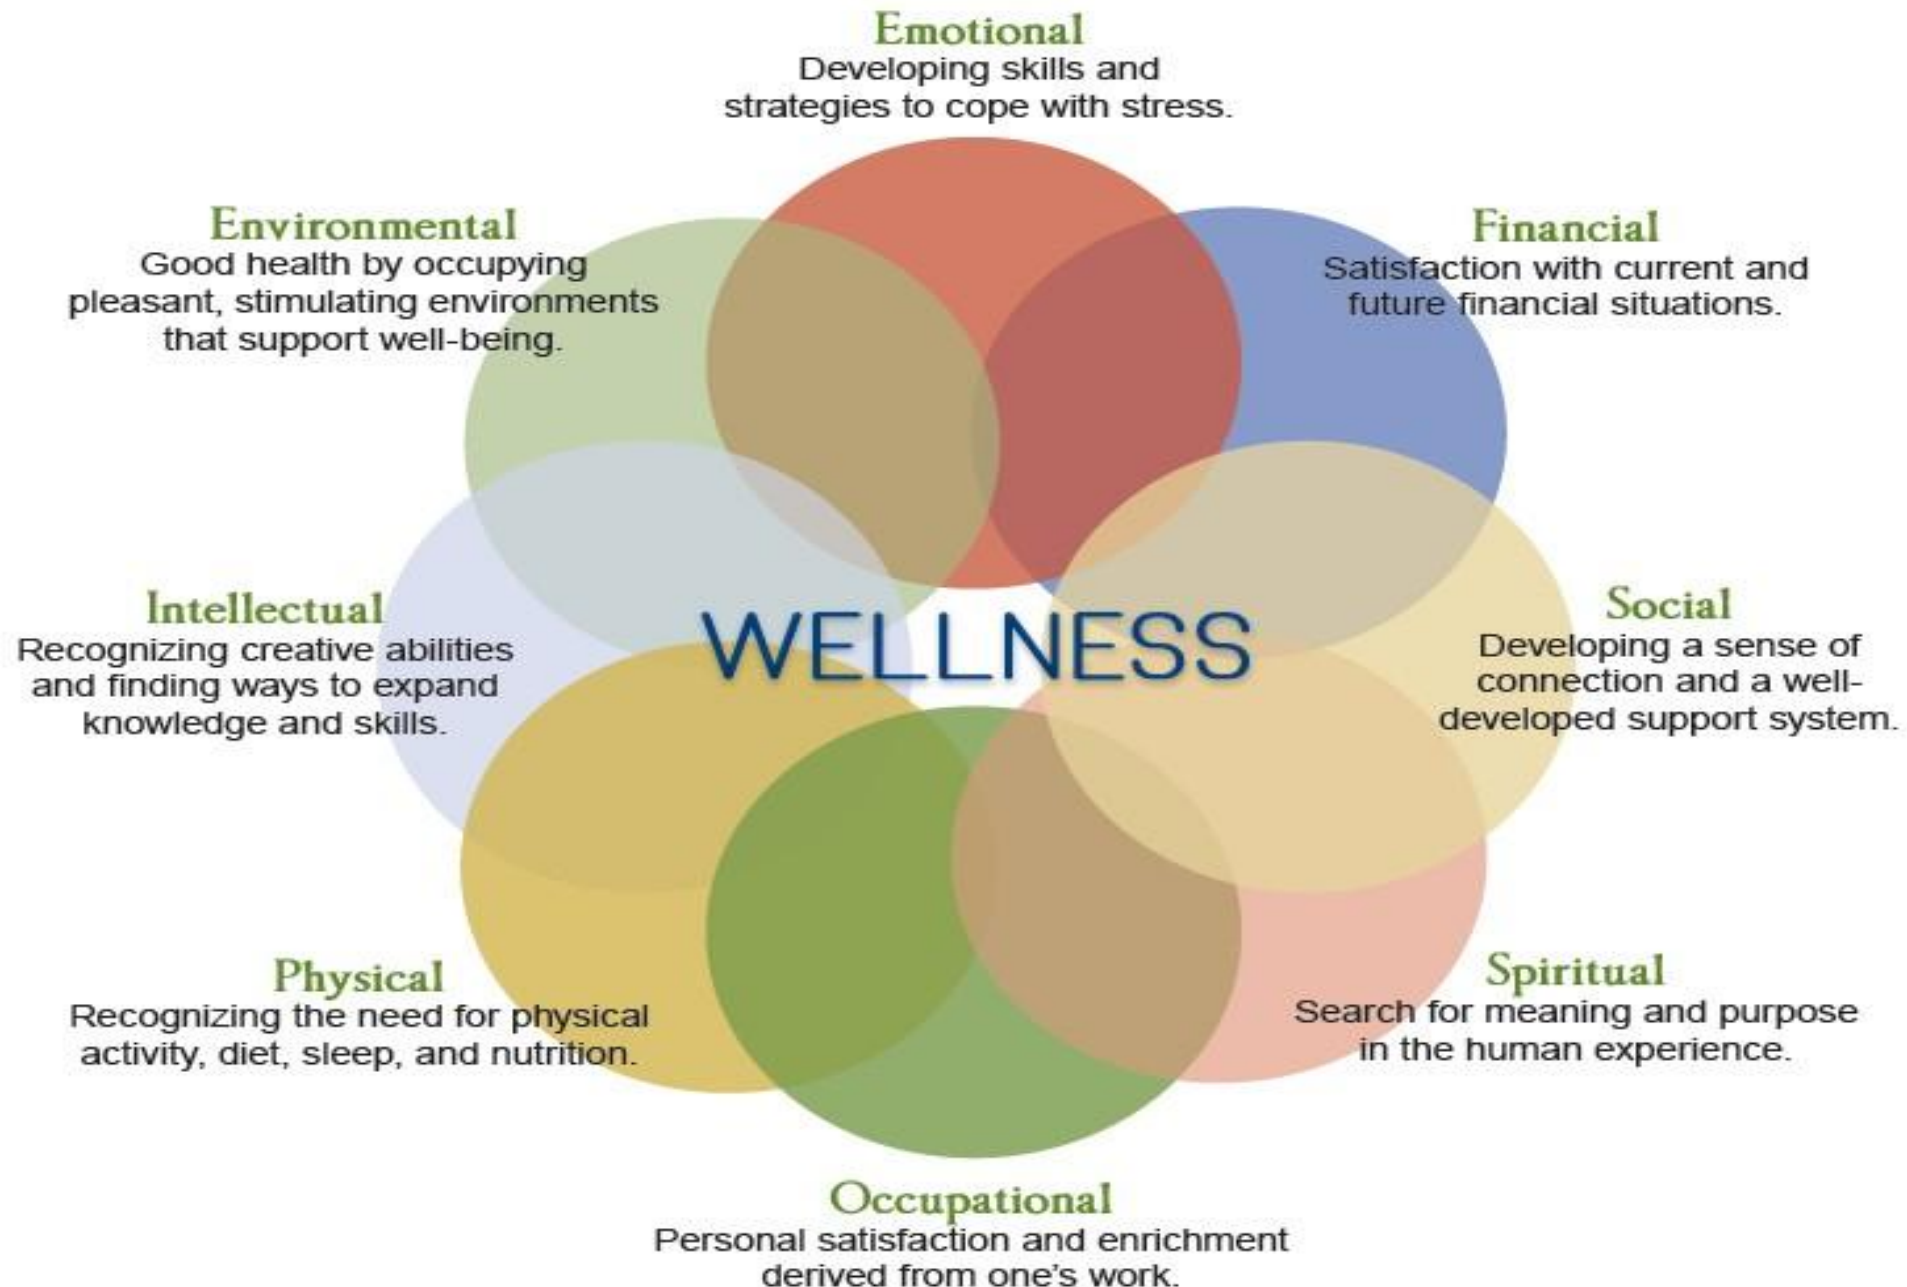 Emotional
Developing skills and
strategies to cope with stress.
Financial
Satisfaction with current and
future financial situations.
Social
Developing a sense of
connection and a well-
developed support system.
Spiritual
Search for meaning and purpose
in the human experience.
Occupational
Personal satisfaction and enrichment
derived from one's work.
Physical
Recognizing the need for physical
activity, diet, sleep, and nutrition.
Intellectual
Recognizing creative abilities
and finding ways to expand
knowledge and skills.
Environmental
Good health by occupying
pleasant, stimulating environments
that support well-being.
WELLNESS